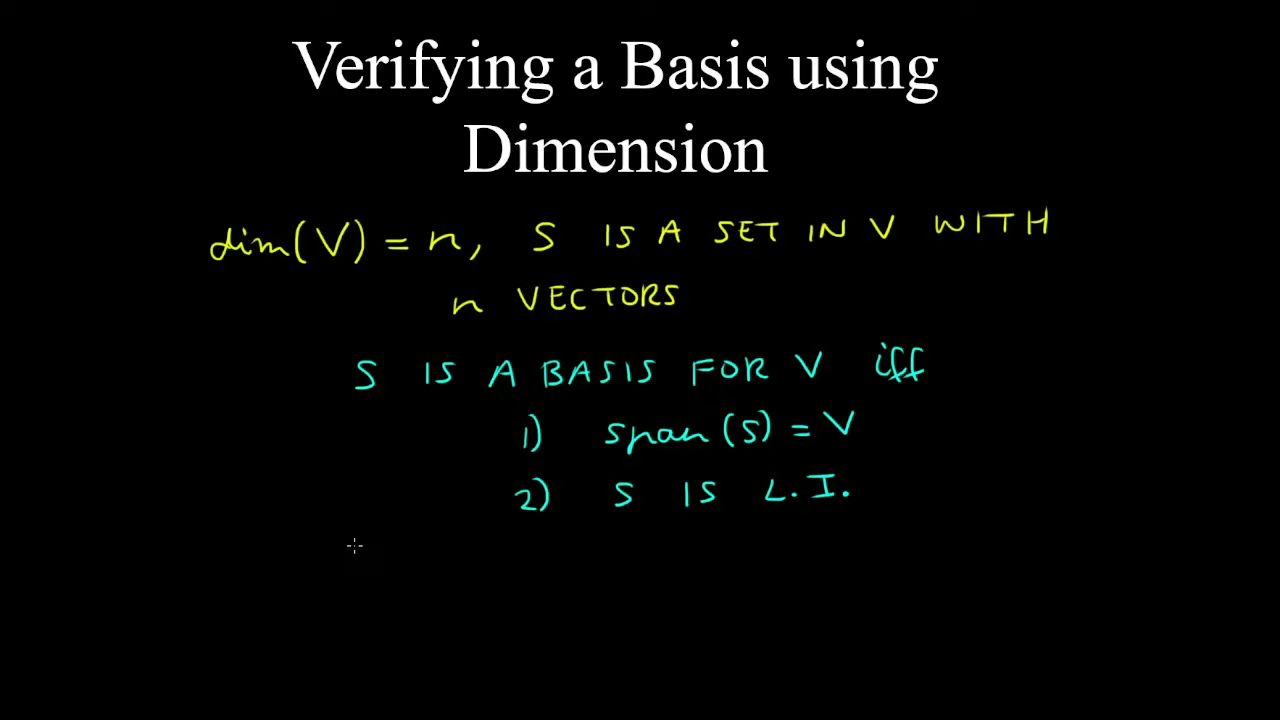 Verifying a Basis using
Dimension
dim(V) = n, S IS A SET IN V WITH
n VECTORS
S IS A BASIS FOR V iff
1) span(S) = V
2) S IS L.I.